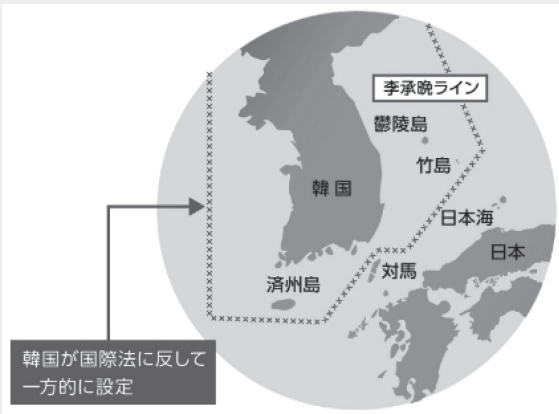 李承晩ライン
鬱陵島
竹島
韓国
日本海
日本
対馬
済州島
韓国が国際法に反して
一方的に設定